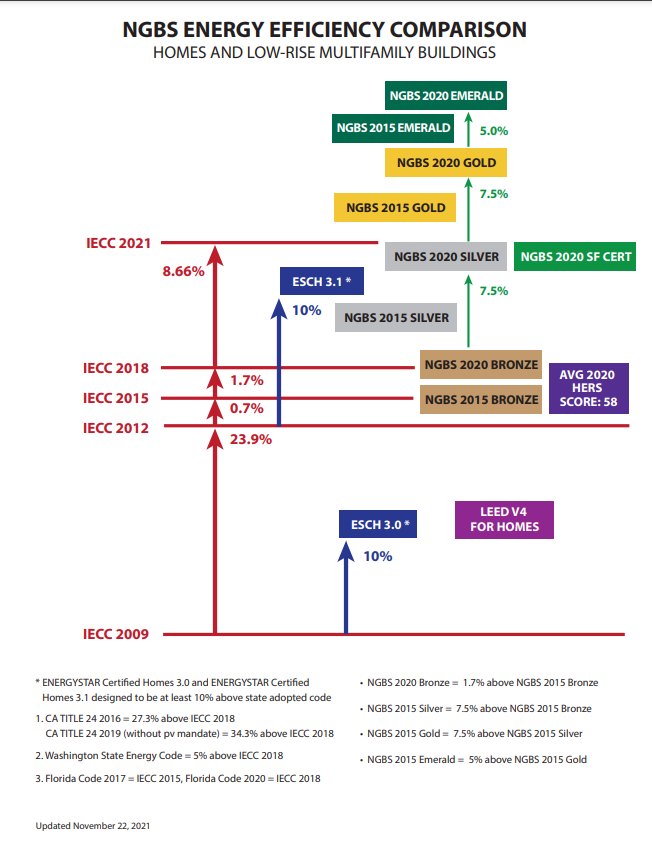 NGBS ENERGY EFFICIENCY COMPARISON
HOMES AND LOW-RISE MULTIFAMILY BUILDINGS
NGBS 2020 EMERALD
NGBS 2015 EMERALD
5.0%
NGBS 2020 GOLD
7.5%
NGBS 2015 GOLD
IECC 2021
NGBS 2020 SILVER
NGBS 2020 SF CERT
8.66%
ESCH 3.1 *
7.5%
10%
NGBS 2015 SILVER
NGBS 2020 BRONZE
IECC 2018
1.7%
AVG 2020
HERS
SCORE: 58
IECC 2015
NGBS 2015 BRONZE
0.7%
IECC 2012
23.9%
ESCH 3.0 *
LEED V4
FOR HOMES
10%
IECC 2009
* ENERGYSTAR Certified Homes 3.0 and ENERGYSTAR Certified
Homes 3.1 designed to be at least 10% above state adopted code
1. CA TITLE 24 2016 = 27.3% above IECC 2018
CA TITLE 24 2019 (without pv mandate) = 34.3% above IECC 2018
2. Washington State Energy Code = 5% above IECC 2018
3. Florida Code 2017 = IECC 2015, Florida Code 2020 = IECC 2018
• NGBS 2020 Bronze = 1.7% above NGBS 2015 Bronze
• NGBS 2015 Silver = 7.5% above NGBS 2015 Bronze
• NGBS 2015 Gold = 7.5% above NGBS 2015 Silver
• NGBS 2015 Emerald = 5% above NGBS 2015 Gold
Updated November 22, 2021